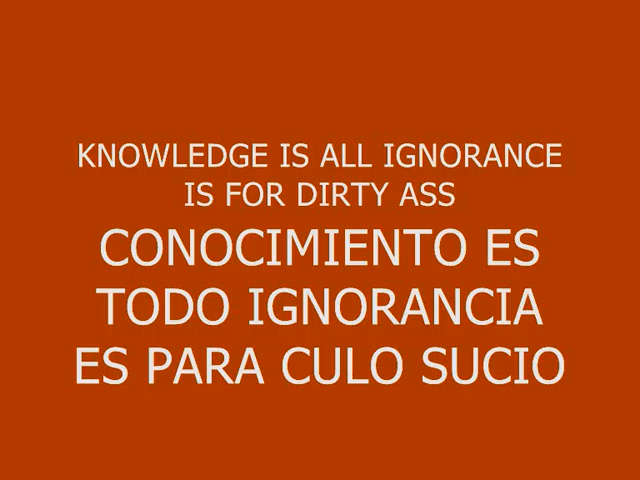 KNOWLEDGE IS ALL IGNORANCE
IS FOR DIRTY ASS
CONOCIMIENTO ES
TODO IGNORANCIA
ES PARA CULO SUCIO